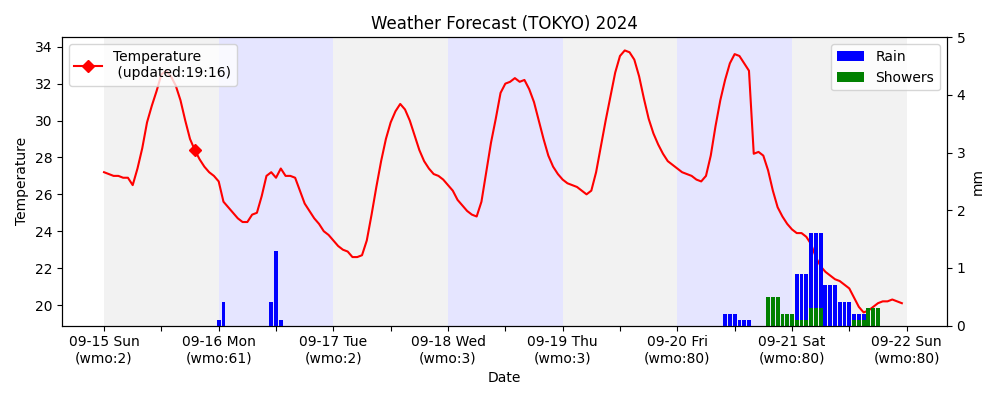 Weather Forecast (TOKYO) 2024
Temperature
(updated:19:16)
Rain
Showers
Temperature
34
32
30
28
26
24
22
20
5
4
3
2
1
0
mm
09-15 Sun
(wmo:2)
09-16 Mon
(wmo:61)
09-17 Tue
(wmo:2)
09-18 Wed
(wmo:3)
09-19 Thu
(wmo:3)
09-20 Fri
(wmo:80)
09-21 Sat
(wmo:80)
09-22 Sun
(wmo:80)
Date